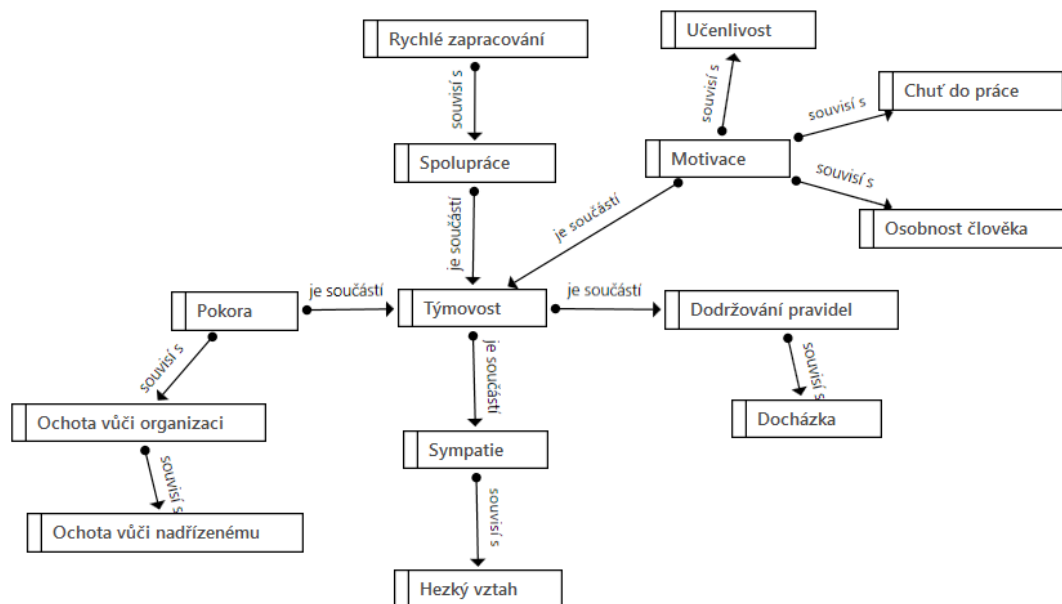 Rychlé zapracování
Učenlivost
souvisí s
souvisí s
Chuť do práce
souvisí s
Spolupráce
Motivace
souvisí s
Osobnost člověka
je součástí
je součástí
Pokora
je součástí
Týmovost
je součástí
Dodržování pravidel
souvisí s
je součástí
souvisí s
Ochota vůči organizaci
Docházka
Sympatie
souvisí s
souvisí s
Ochota vůči nadřízenému
Hezký vztah